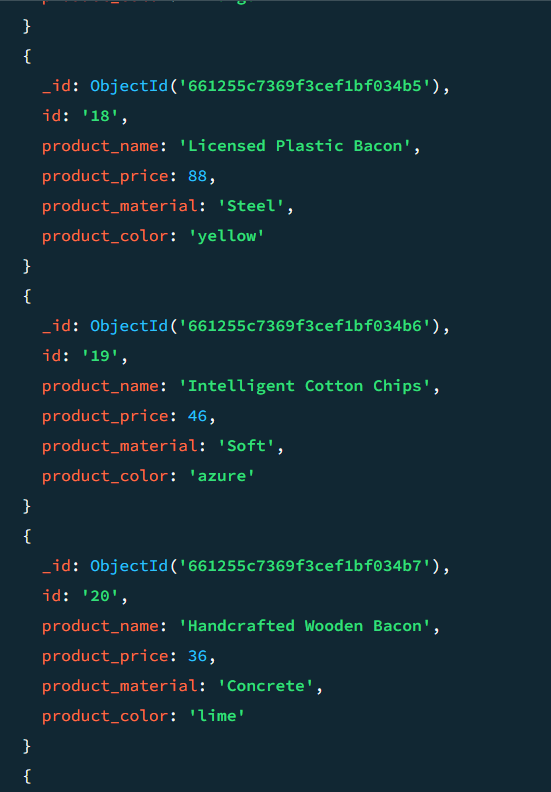 }
{
_id: ObjectId('661255c7369f3cef1bf034b5'),
id: '18',
product_name: 'Licensed Plastic Bacon',
product_price: 88,
product_material: 'Steel',
product_color: 'yellow'
}
{
_id: ObjectId('661255c7369f3cef1bf034b6'),
id: '19',
product_name: 'Intelligent Cotton Chips',
product_price: 46,
product_material: 'Soft',
product_color: 'azure'
}
{
_id: ObjectId('661255c7369f3cef1bf034b7'),
id: '20',
product_name: 'Handcrafted Wooden Bacon',
product_price: 36,
product_material: 'Concrete',
product_color: 'lime'
}
{